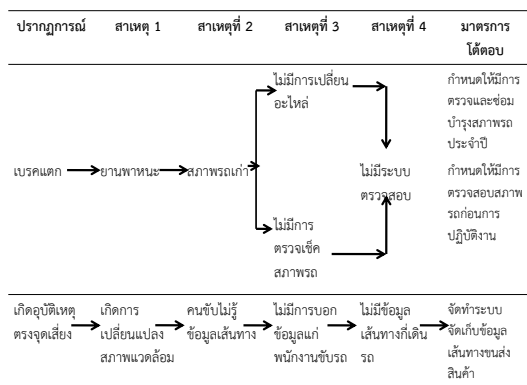 ปรากฏการณ์ สาเหตุ 1 สาเหตุที่ 2 สาเหตุที่ 3 สาเหตุที่ 4 มาตรการ
โต้ตอบ
ไม่มีการเปลี่ยน
อะไหล่
กำหนดให้มีการ
ตรวจและซ่อม
บำรุงสภาพรถ
ประจำปี
เบรคแตก ยานพาหนะ สภาพรถเก่า ไม่มีระบบ กำหนดให้มีการ
ตรวจสอบ ตรวจสอบสภาพ
รถก่อนการ
ปฏิบัติงาน
ไม่มีการ
ตรวจเช็ค
สภาพรถ
เกิดอุบัติเหตุ เกิดการ คนขับไม่รู้ ไม่มีการบอก ไม่มีข้อมูล จัดทำระบบ
ตรงจุดเสี่ยง เปลี่ยนแปลง ข้อมูลเส้นทาง ข้อมูลแก่ เส้นทางที่เดิน จัดเก็บข้อมูล
สภาพแวดล้อม พนักงานขับรถ รถ เส้นทางขนส่ง
สินค้า